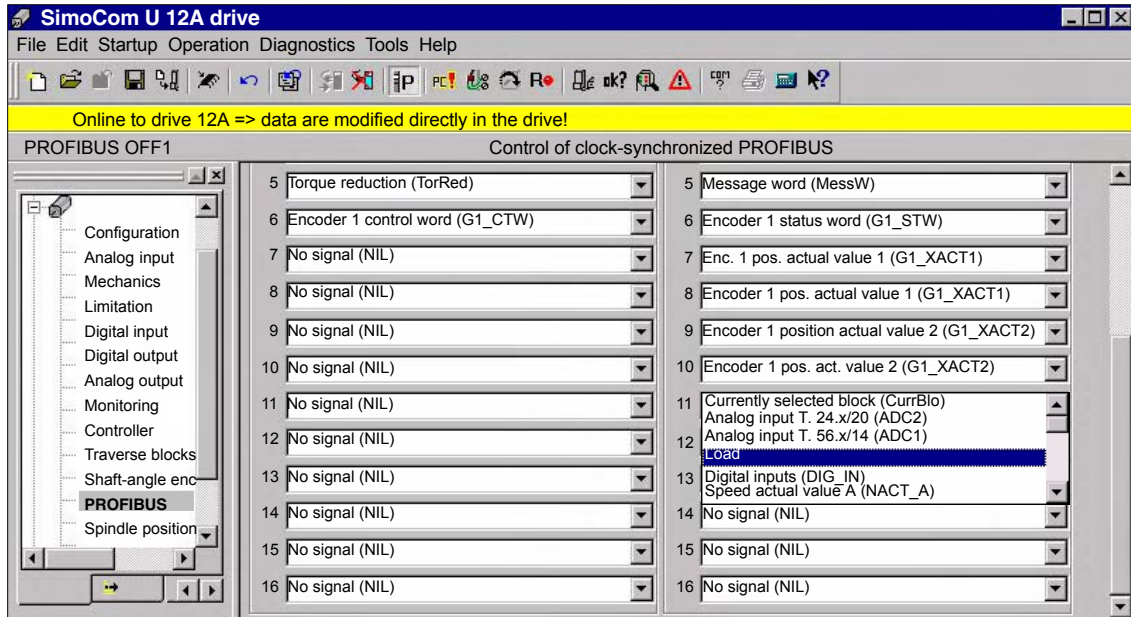 SimoCom U 12A drive
File Edit Startup Operation Diagnostics Tools Help
P PC! R ok? ?
Online to drive 12A => data are modified directly in the drive!
PROFIBUS OFF1
Control of clock-synchronized PROFIBUS
Configuration
Analog input
Mechanics
Limitation
Digital input
Digital output
Analog output
Monitoring
Controller
Traverse blocks
Shaft-angle enc
PROFIBUS
Spindle position
5 Torque reduction (TorRed)
6 Encoder 1 control word (G1_CTW)
7 No signal (NIL)
8 No signal (NIL)
9 No signal (NIL)
10 No signal (NIL)
11 No signal (NIL)
12 No signal (NIL)
13 No signal (NIL)
14 No signal (NIL)
15 No signal (NIL)
16 No signal (NIL)
5 Message word (MessW)
6 Encoder 1 status word (G1_STW)
7 Enc. 1 pos. actual value 1 (G1_XACT1)
8 Encoder 1 pos. actual value 1 (G1_XACT1)
9 Encoder 1 position actual value 2 (G1_XACT2)
10 Encoder 1 pos. act. value 2 (G1_XACT2)
11 Currently selected block (CurrBlo)
Analog input T. 24.x/20 (ADC2)
12 Analog input T. 56.x/14 (ADC1)
Load
13 Digital inputs (DIG_IN)
Speed actual value A (NACT_A)
14 No signal (NIL)
15 No signal (NIL)
16 No signal (NIL)